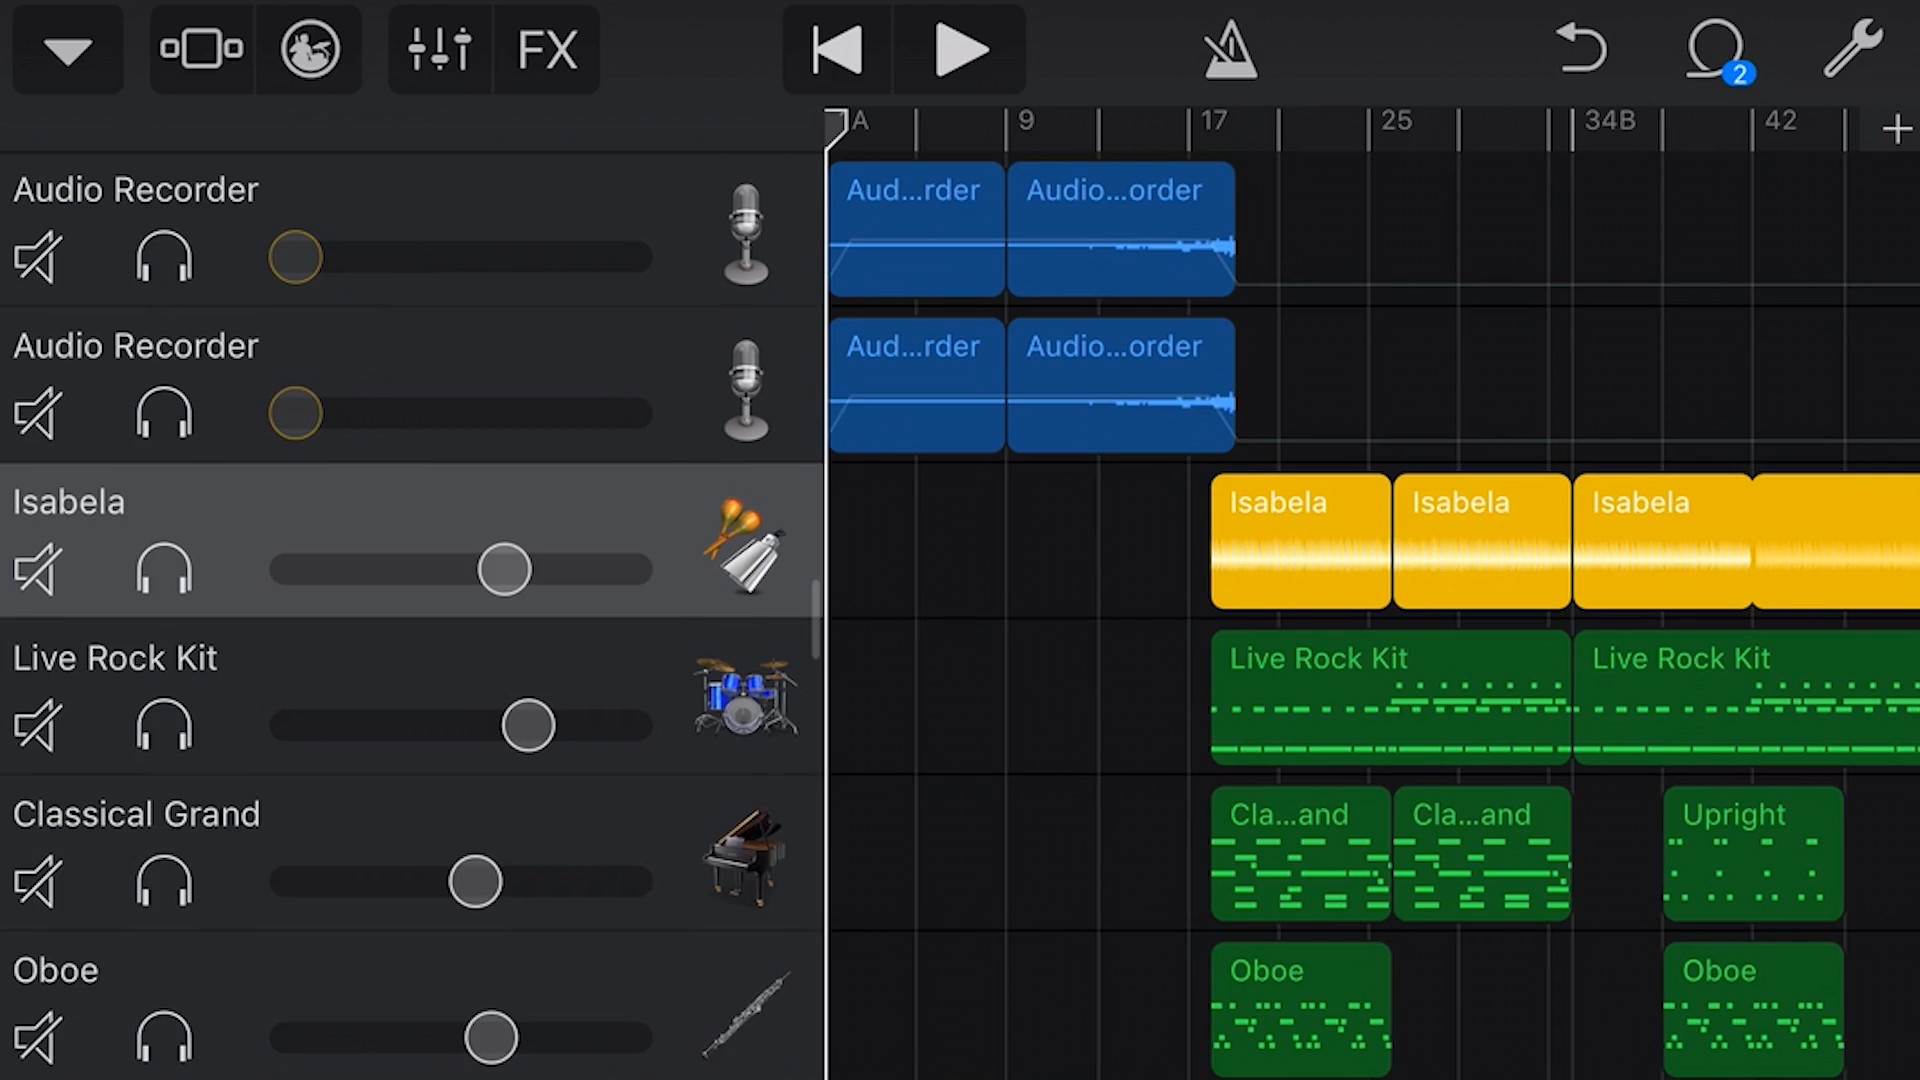 FX
2
A 9 17 25 34B 42
Audio Recorder
Aud...rder Audio...order
Audio Recorder
Aud...rder Audio...order
Isabela
Isabela Isabela Isabela
Live Rock Kit
Live Rock Kit Live Rock Kit
Classical Grand
Cla...and Cla...and Upright
Oboe
Oboe Oboe